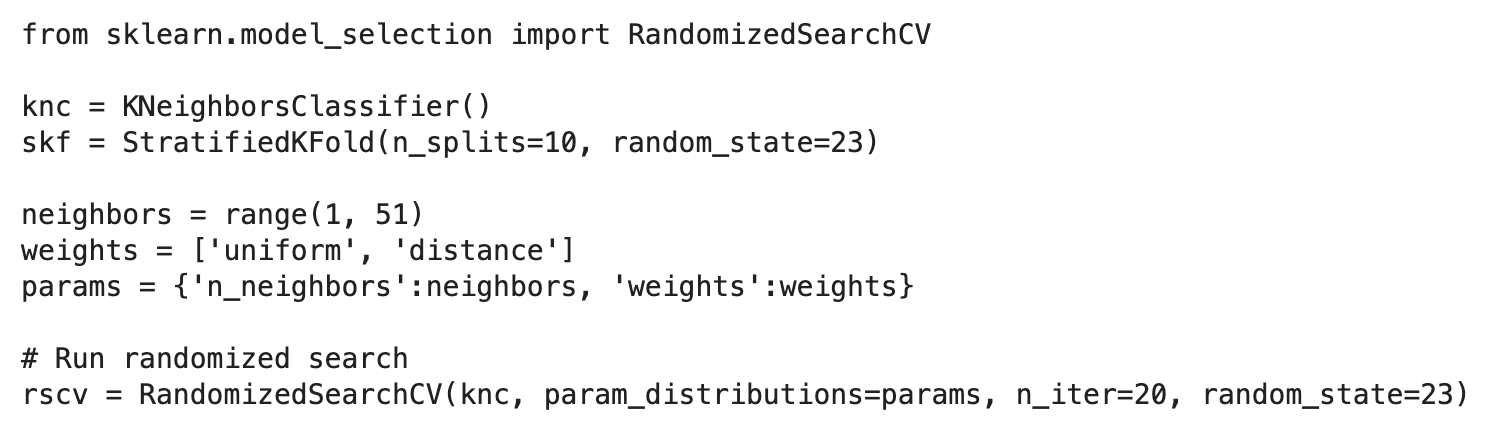 from sklearn.model_selection import RandomizedSearchCV
knc = KNeighborsClassifier()
skf = StratifiedKFold(n_splits=10, random_state=23)
neighbors = range(1, 51)
weights = ['uniform', 'distance']
params = {'n_neighbors':neighbors, 'weights':weights}
# Run randomized search
rscv = RandomizedSearchCV(knc, param_distributions=params, n_iter=20, random_state=23)